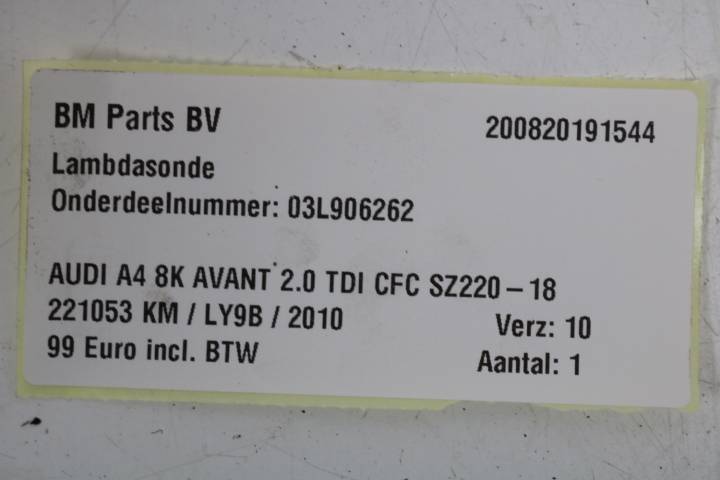 BM Parts BV 200820191544
Lambdasonde
Onderdeelnummer: 03L906262
AUDI A4 8K AVANT 2.0 TDI CFC SZ220-18
221053 KM / LY9B / 2010 Verz: 10
99 Euro incl. BTW Aantal: 1